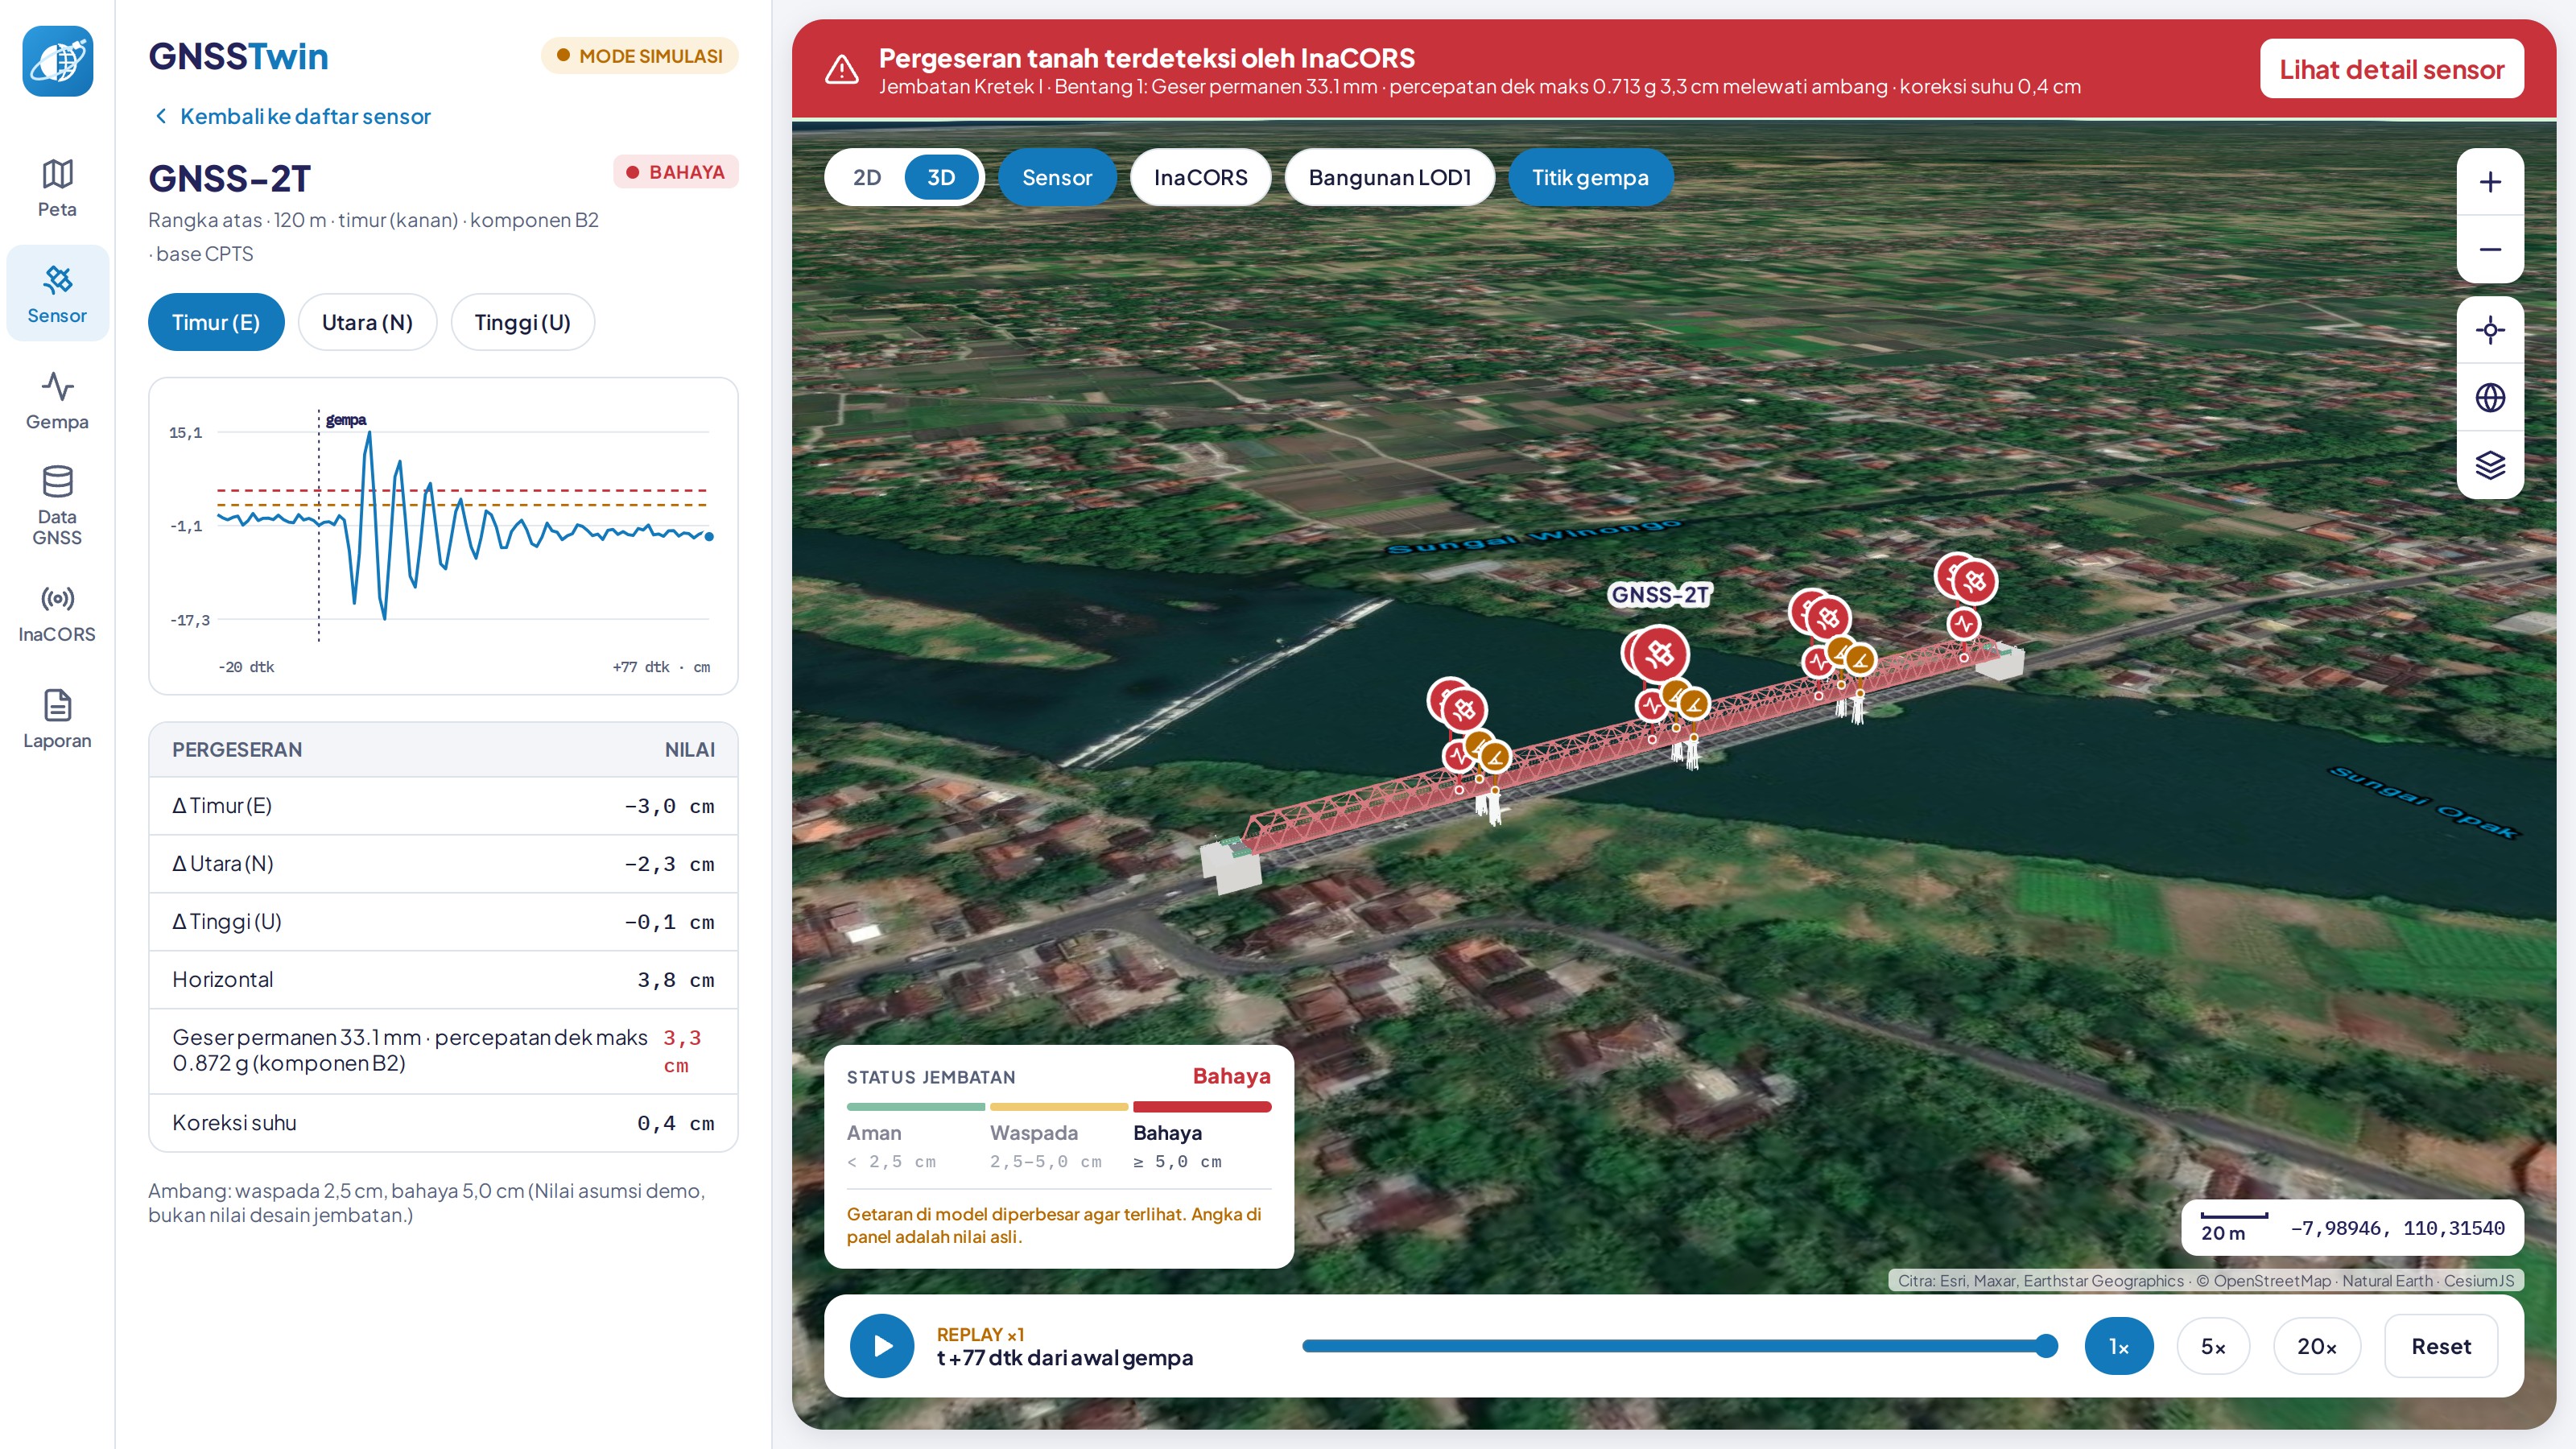 GNSSTwin
MODE SIMULASI
Kembali ke daftar sensor
GNSS-2T
BAHAYA
Rangka atas · 120 m · timur (kanan) · komponen B2
· base CPTS
Timur (E)
Utara (N)
Tinggi (U)
gempa
15,1
-1,1
-17,3
-20 dtk
+77 dtk · cm
PERGESERAN
NILAI
Δ Timur (E)
−3,0 cm
Δ Utara (N)
−2,3 cm
Δ Tinggi (U)
−0,1 cm
Horizontal
3,8 cm
Geser permanen 33.1 mm · percepatan dek maks
0.872 g (komponen B2)
3,3
cm
Koreksi suhu
0,4 cm
Ambang: waspada 2,5 cm, bahaya 5,0 cm (Nilai asumsi demo,
bukan nilai desain jembatan.)
Peta
Sensor
Gempa
Data
GNSS
InaCORS
Laporan
Pergeseran tanah terdeteksi oleh InaCORS
Jembatan Kretek I · Bentang 1: Geser permanen 33.1 mm · percepatan dek maks 0.713 g 3,3 cm melewati ambang · koreksi suhu 0,4 cm
Lihat detail sensor
2D
3D
Sensor
InaCORS
Bangunan LOD1
Titik gempa
Sungai Winongo
GNSS-2T
Sungai Opak
STATUS JEMBATAN
Bahaya
Aman
Waspada
Bahaya
< 2,5 cm
2,5–5,0 cm
≥ 5,0 cm
Getaran di model diperbesar agar terlihat. Angka di
panel adalah nilai asli.
20 m
−7,98946, 110,31540
Citra: Esri, Maxar, Earthstar Geographics · © OpenStreetMap · Natural Earth · CesiumJS
REPLAY ×1
t +77 dtk dari awal gempa
1×
5×
20×
Reset